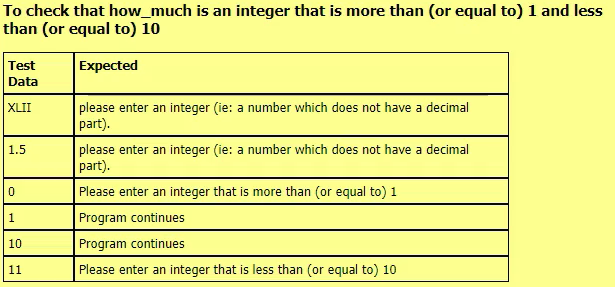 To check that how_much is an integer that is more than (or equal to) 1 and less
than (or equal to) 10
Test Data Expected
XLII please enter an integer (ie: a number which does not have a decimal
part).
1.5 please enter an integer (ie: a number which does not have a decimal
part).
0 Please enter an integer that is more than (or equal to) 1
1 Program continues
10 Program continues
11 Please enter an integer that is less than (or equal to) 10